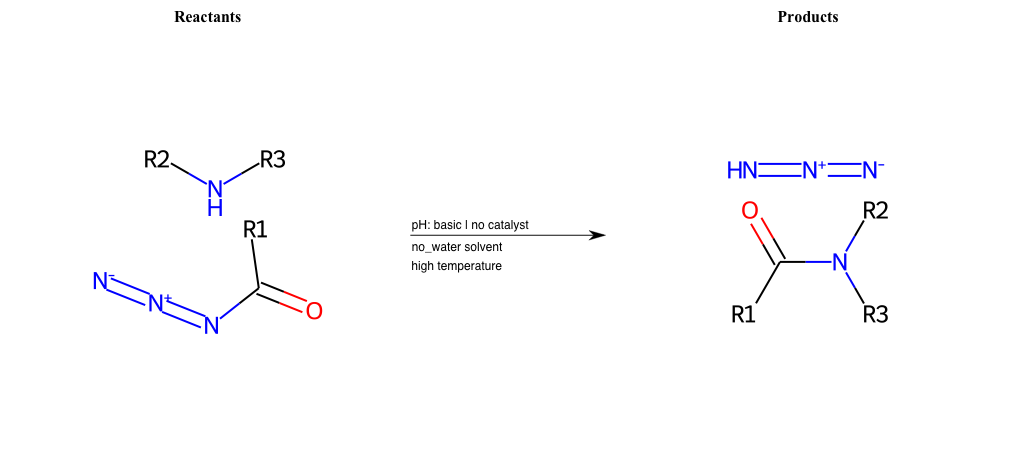 Reactants
Products
R2
R3
N
H
R1
N⁻
N⁺
N
O
pH: basic | no catalyst
no_water solvent
high temperature
HN
N⁺
N⁻
O
R2
N
R1
R3